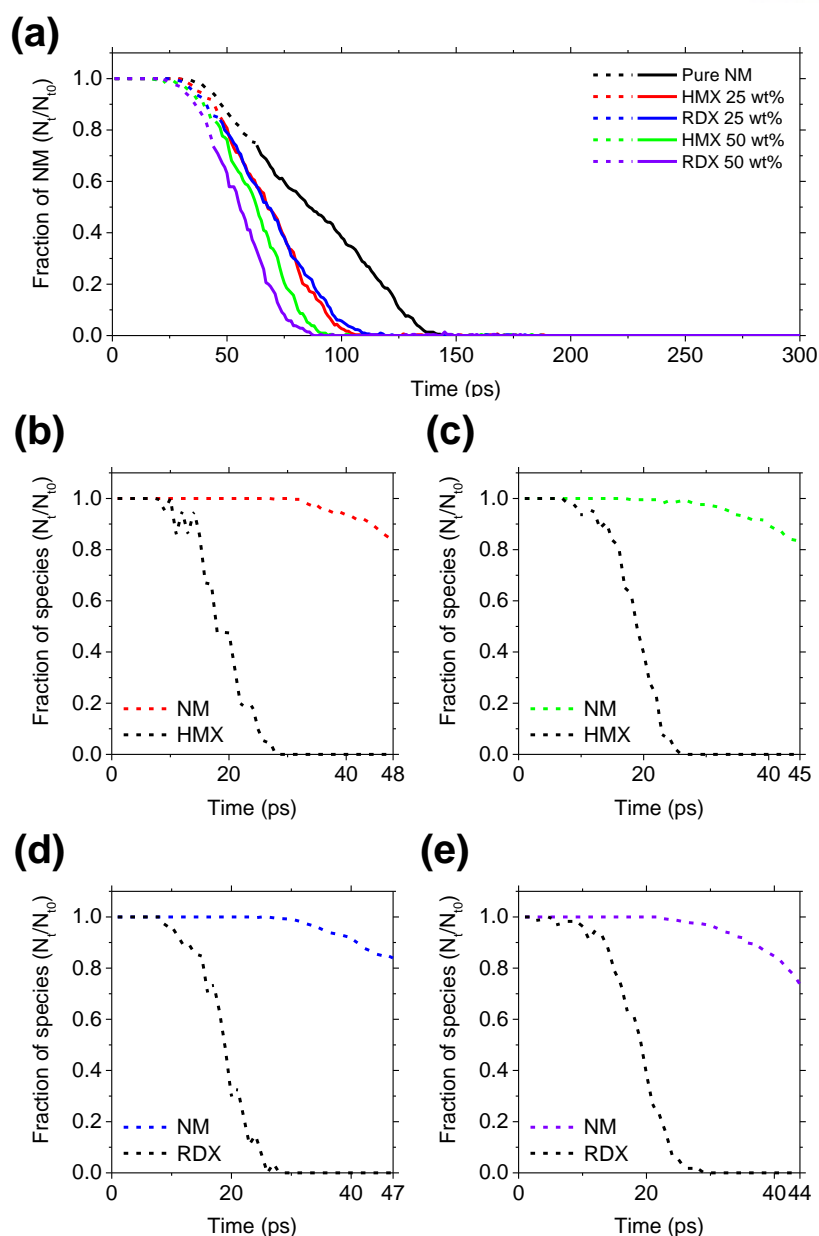 (a)
Fraction of NM (Nt/Nt0)
1.0
0.8
0.6
0.4
0.2
0.0
Pure NM
HMX 25 wt%
RDX 25 wt%
HMX 50 wt%
RDX 50 wt%
0 50 100 150 200 250 300
Time (ps)
(b)
Fraction of species (Nt/Nt0)
1.0
0.8
0.6
0.4
0.2
0.0
NM
HMX
0 20 40 48
Time (ps)
(c)
Fraction of species (Nt/Nt0)
1.0
0.8
0.6
0.4
0.2
0.0
NM
HMX
0 20 40 45
Time (ps)
(d)
Fraction of species (Nt/Nt0)
1.0
0.8
0.6
0.4
0.2
0.0
NM
RDX
0 20 40 47
Time (ps)
(e)
Fraction of species (Nt/Nt0)
1.0
0.8
0.6
0.4
0.2
0.0
NM
RDX
0 20 40 44
Time (ps)